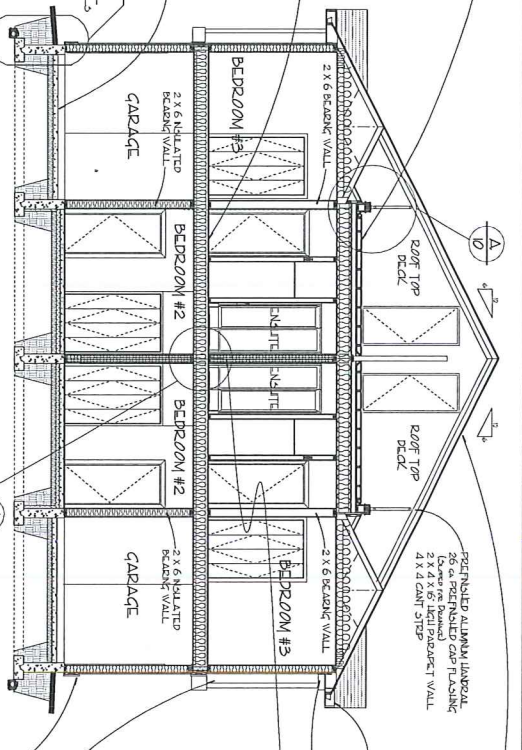 A
10
ROOF TOP
DECK
ROOF TOP
DECK
12
6
12
6
PREFINISHED ALUMINUM HANDRAIL
26 GA PREFINISHED CAP FLASHING
(SLOPED FOR DRAINAGE)
2 X 4 X 16" HIGH PARAPET WALL
4 X 4 CANT STRIP
BEDROOM #3
2 X 6 BEARING WALL
ENSUITE
ENSUITE
2 X 6 BEARING WALL
BEDROOM #3
GARAGE
2 X 6 INSULATED
BEARING WALL
BEDROOM #2
BEDROOM #2
2 X 6 INSULATED
BEARING WALL
GARAGE